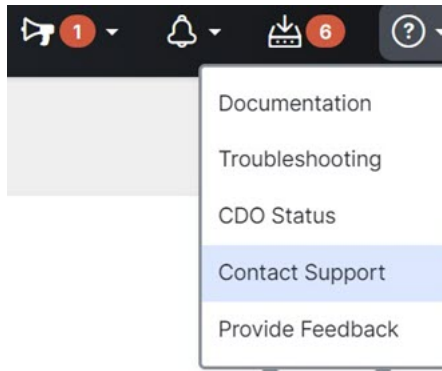 1 6 ?
Documentation
Troubleshooting
CDO Status
Contact Support
Provide Feedback